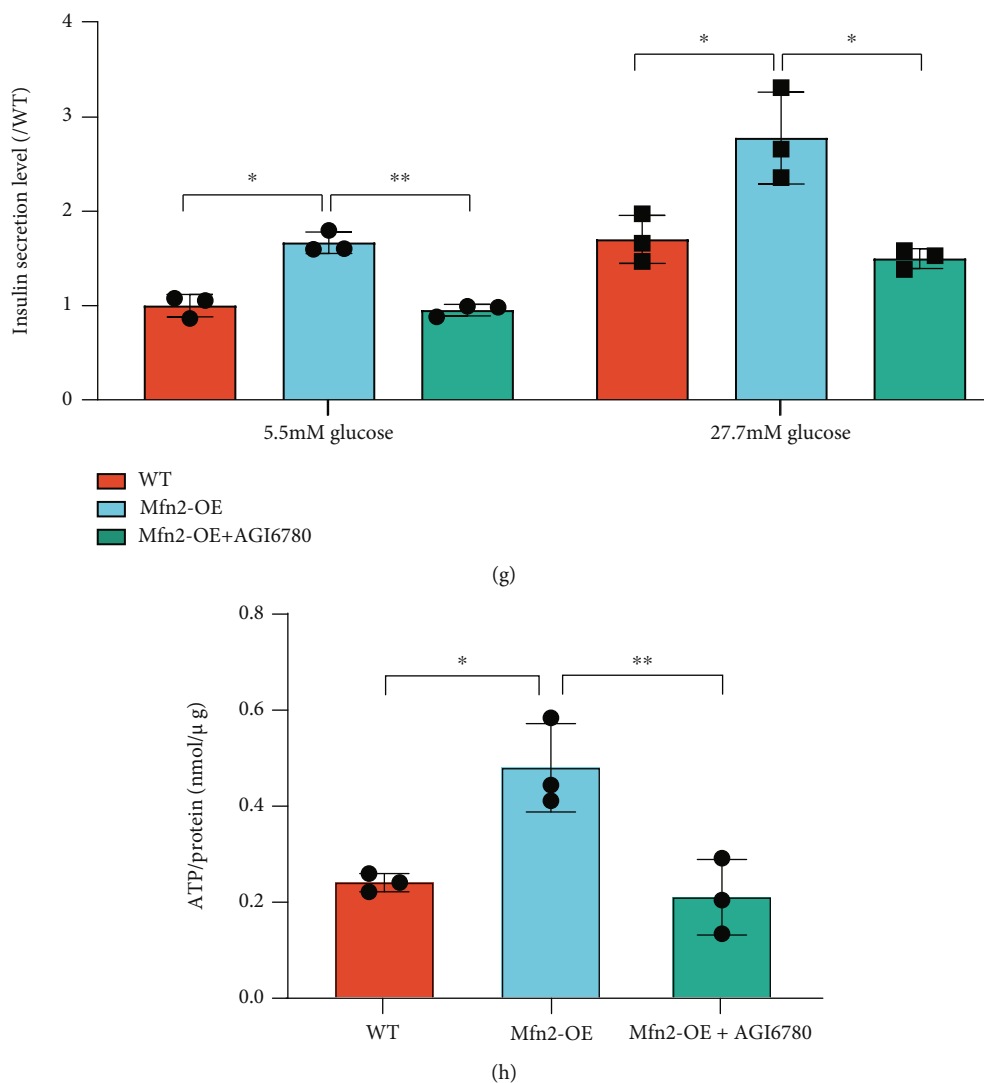 4
3
2
1
0
Insulin secretion level (/WT)
* ** * *
5.5mM glucose 27.7mM glucose
WT
Mfn2-OE
Mfn2-OE+AGI6780
(g)
0.8
0.6
0.4
0.2
0.0
ATP/protein (nmol/μ g)
* **
WT Mfn2-OE Mfn2-OE + AGI6780
(h)